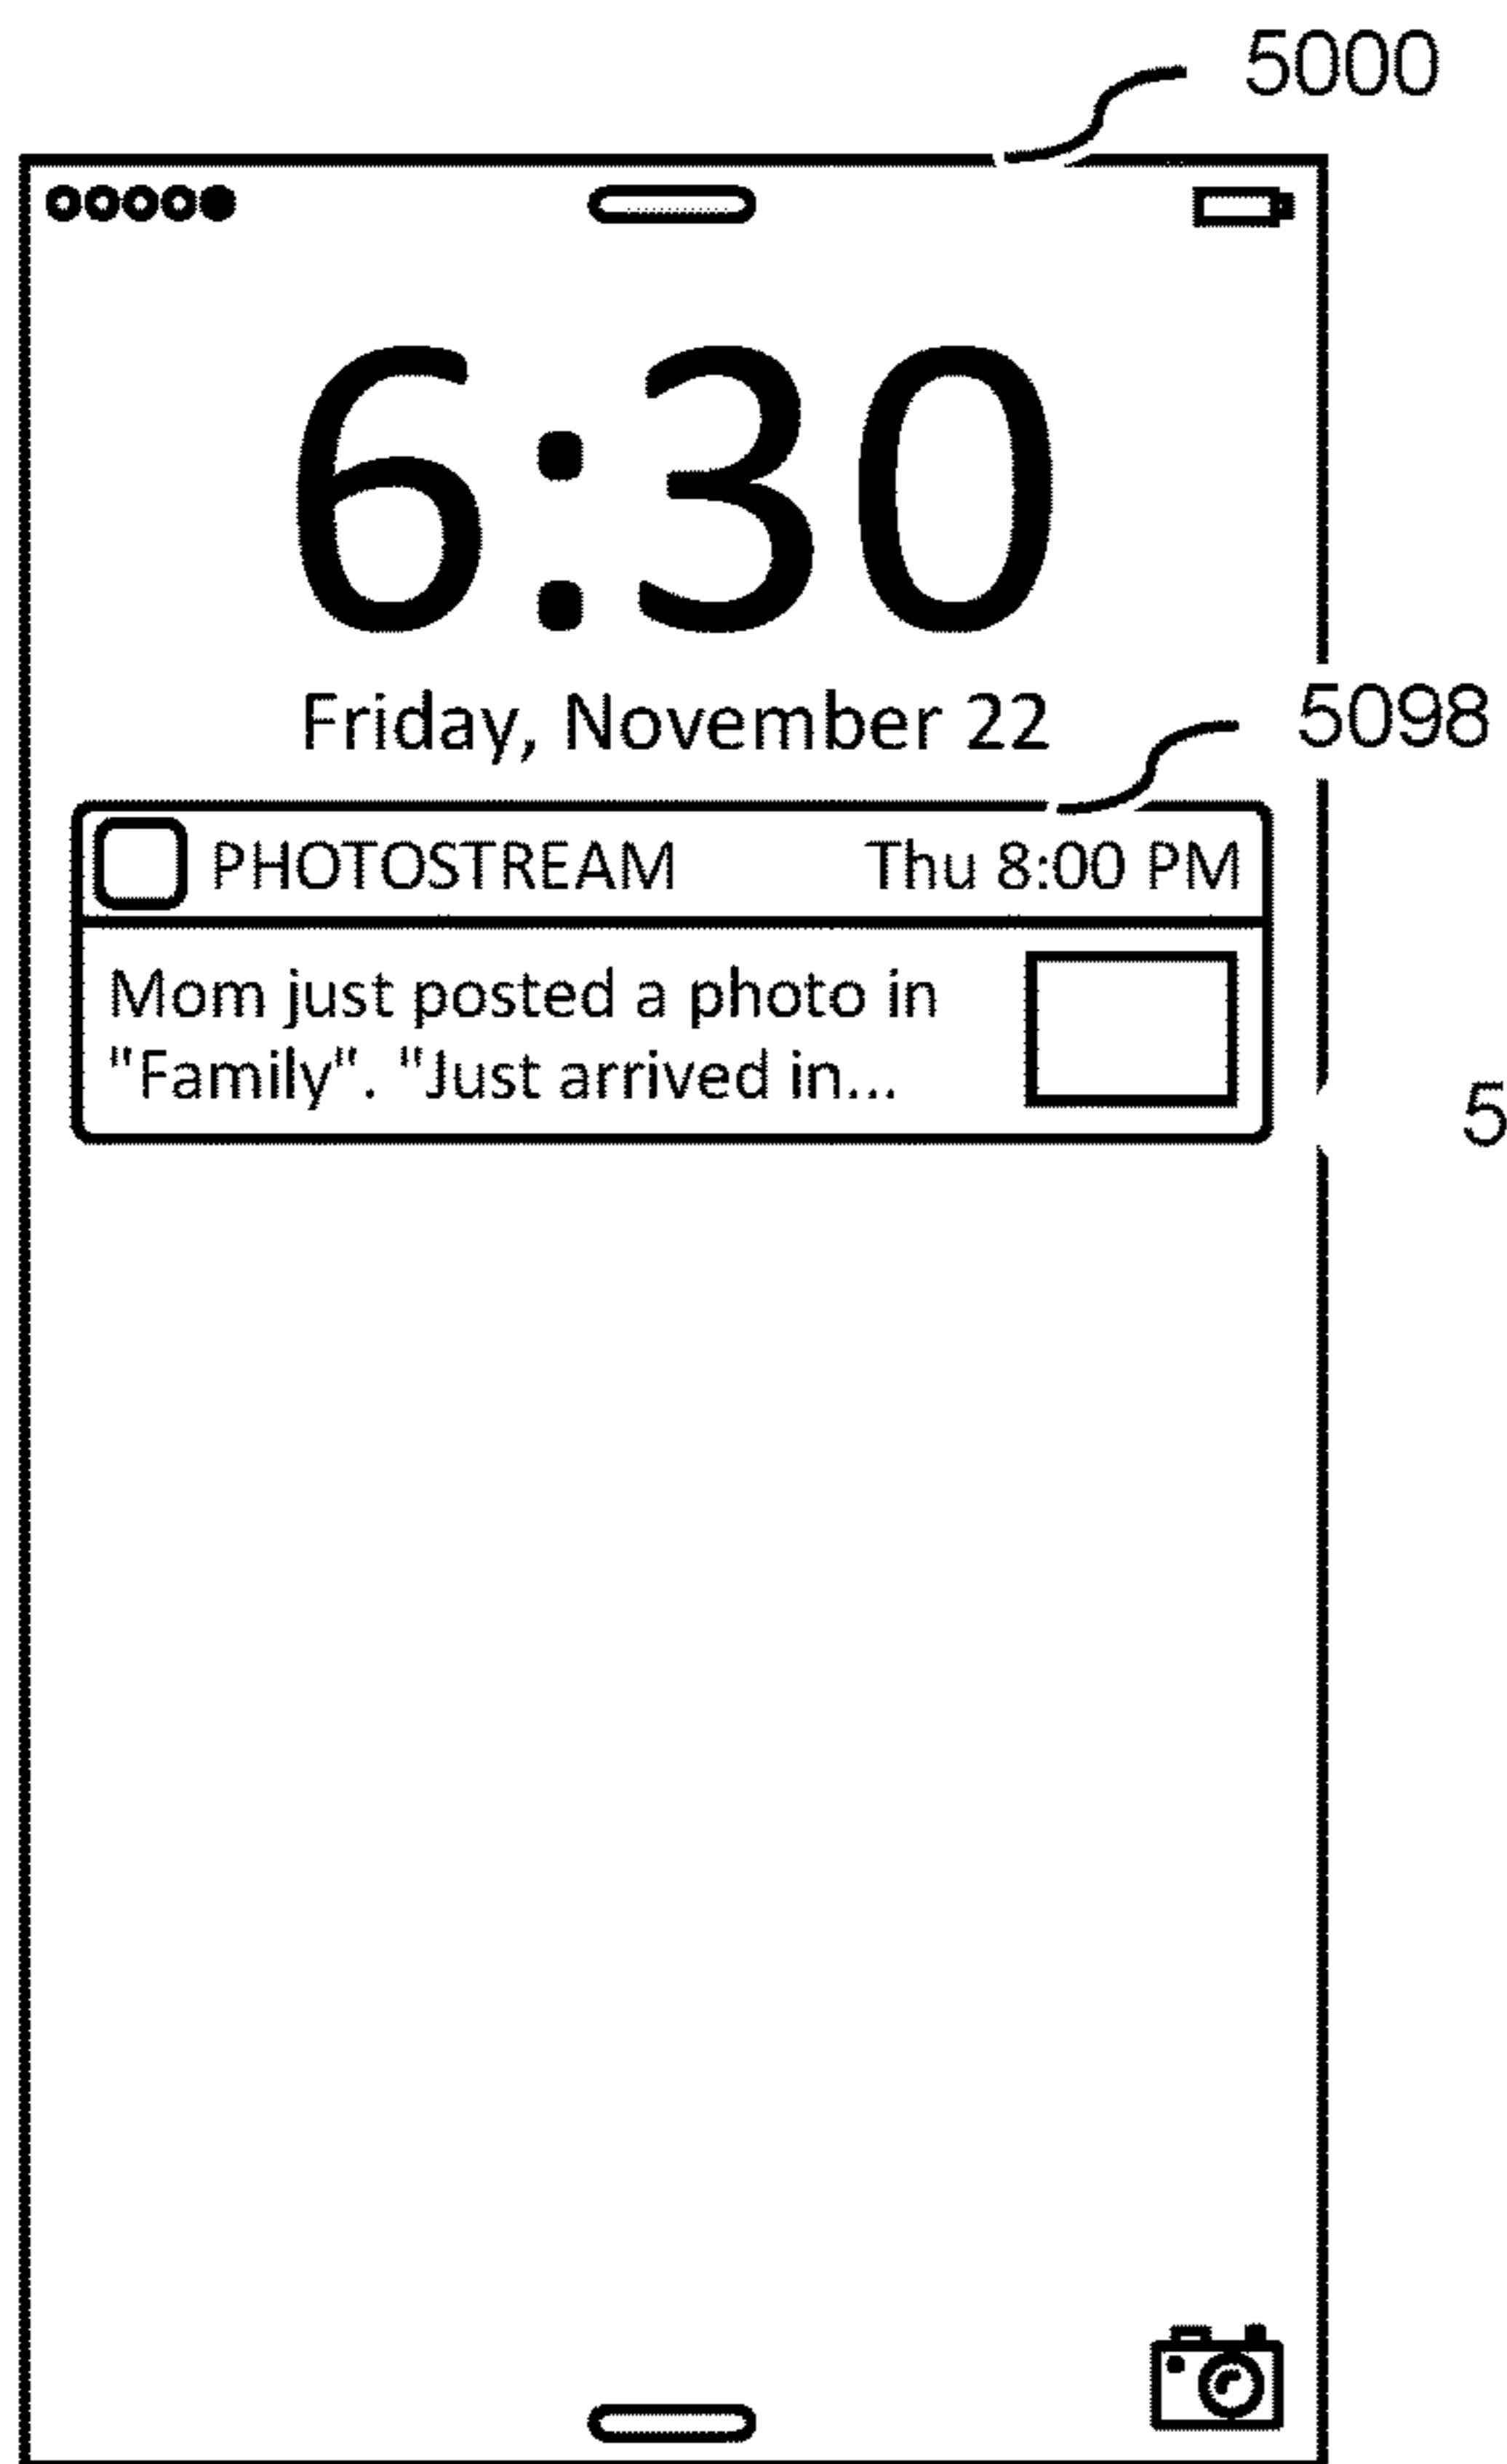 5000
6:30
Friday, November 22
5098
PHOTOSTREAM Thu 8:00 PM
Mom just posted a photo in
"Family". "Just arrived in...
5